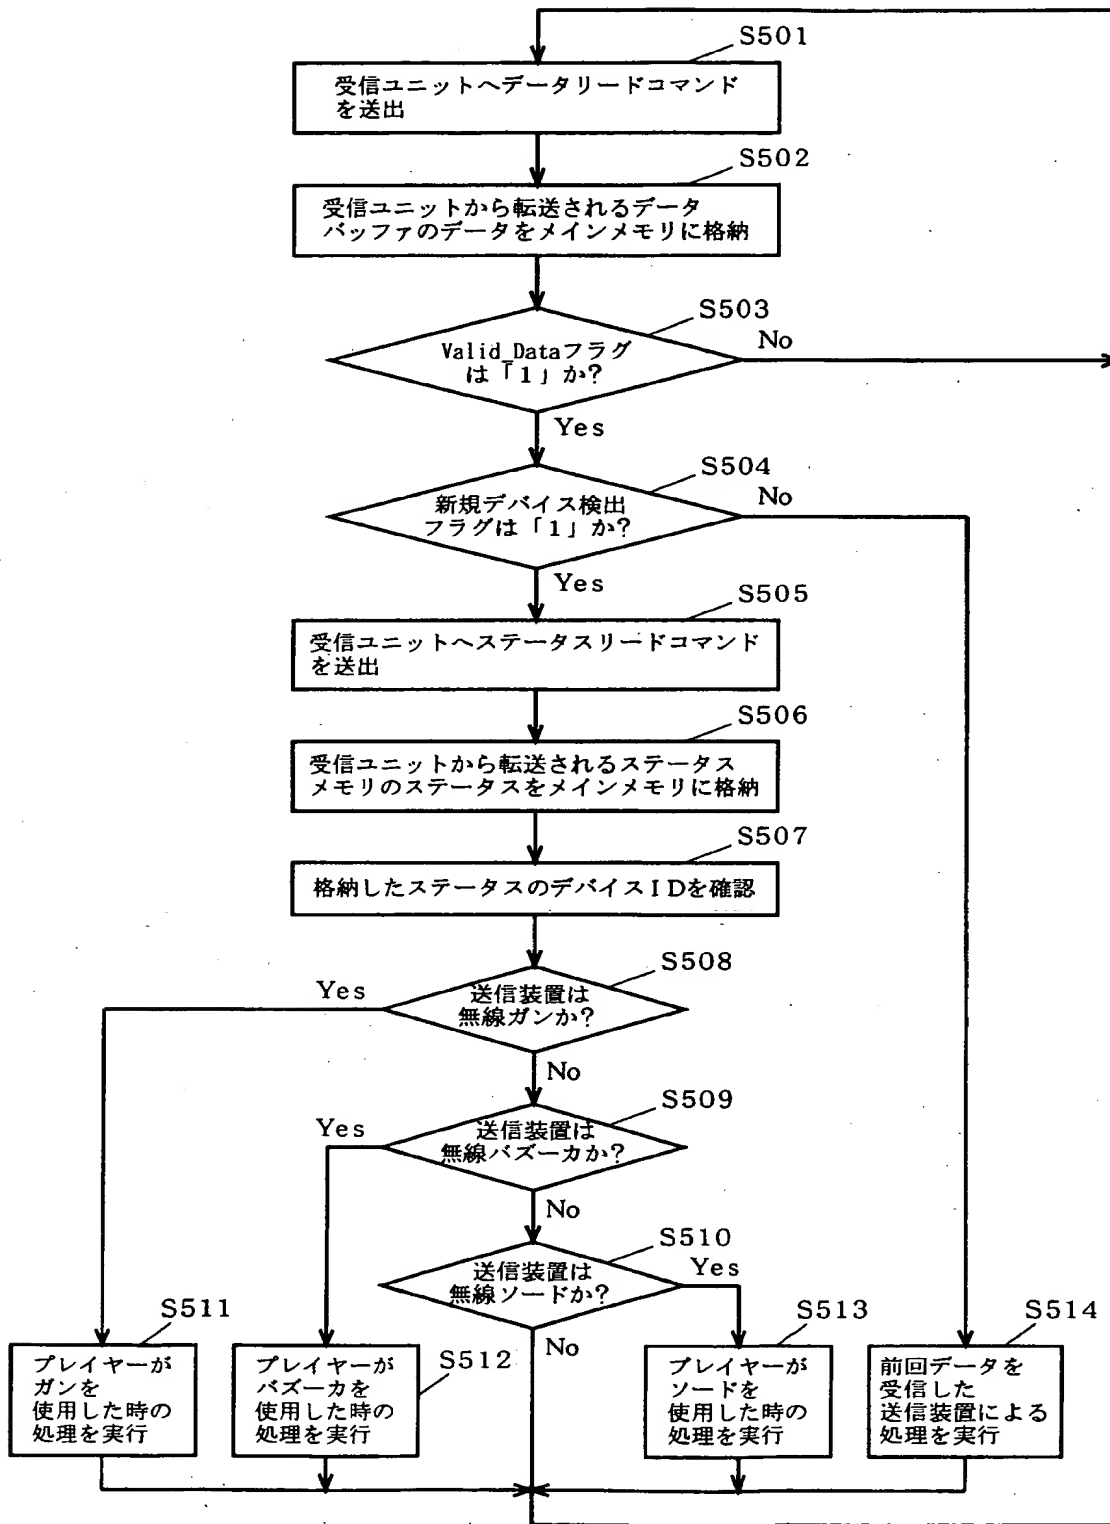 S501
受信ユニットへデータリードコマンド
を送出
S502
受信ユニットから転送されるデータ
バッファのデータをメインメモリに格納
S503
Valid_Dataフラグ
は「1」か?
No
Yes
S504
新規デバイス検出
フラグは「1」か?
No
Yes
S505
受信ユニットへステータスリードコマンド
を送出
S506
受信ユニットから転送されるステータス
メモリのステータスをメインメモリに格納
S507
格納したステータスのデバイスIDを確認
S508
送信装置は
無線ガンか?
Yes
No
S509
送信装置は
無線バズーカか?
Yes
No
S510
送信装置は
無線ソードか?
Yes
No
S511
プレイヤーが
ガンを
使用した時の
処理を実行
S512
プレイヤーが
バズーカを
使用した時の
処理を実行
S513
プレイヤーが
ソードを
使用した時の
処理を実行
S514
前回データを
受信した
送信装置による
処理を実行